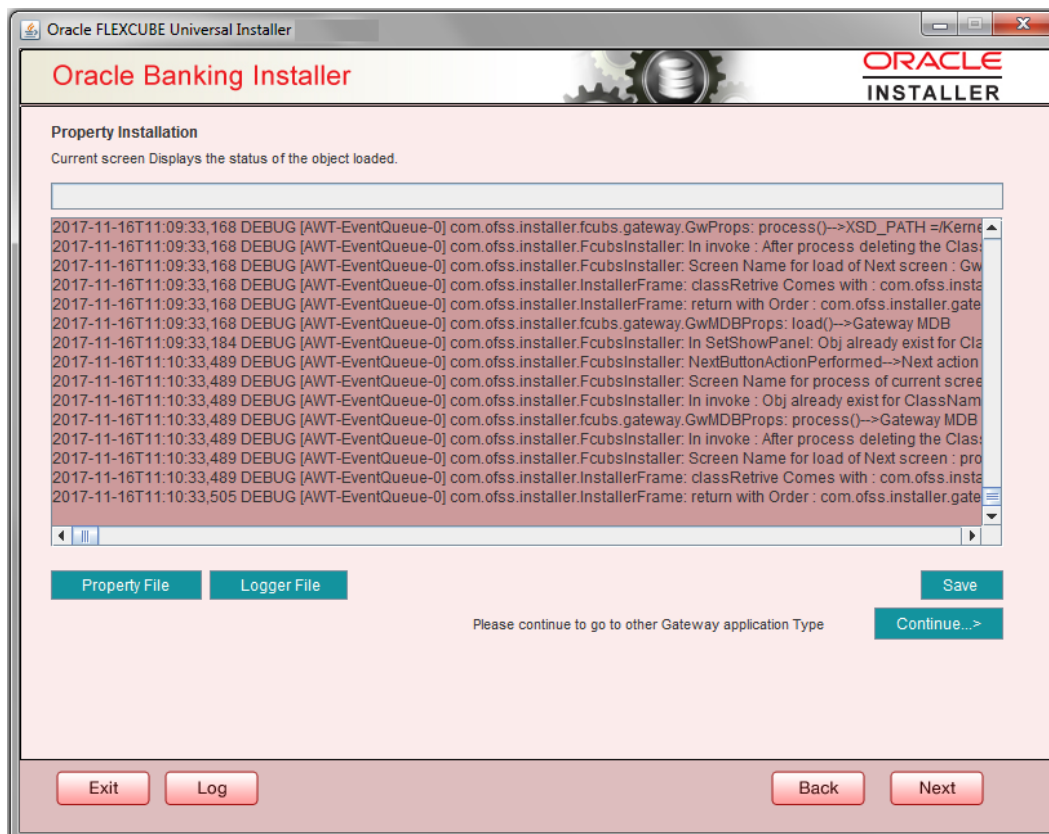 Oracle FLEXCUBE Universal Installer
Oracle Banking Installer
ORACLE
INSTALLER
Property Installation
Current screen Displays the status of the object loaded.
2017-11-16T11:09:33,168 DEBUG [AWT-EventQueue-0] com.ofss.installer.fcubs.gateway.GwProps: process()-->XSD_PATH =/Kerne
2017-11-16T11:09:33,168 DEBUG [AWT-EventQueue-0] com.ofss.installer.FcubsInstaller: In invoke : After process deleting the Clas
2017-11-16T11:09:33,168 DEBUG [AWT-EventQueue-0] com.ofss.installer.FcubsInstaller: Screen Name for load of Next screen : Gw
2017-11-16T11:09:33,168 DEBUG [AWT-EventQueue-0] com.ofss.installer.InstallerFrame: classRetrive Comes with : com.ofss.insta
2017-11-16T11:09:33,168 DEBUG [AWT-EventQueue-0] com.ofss.installer.InstallerFrame: return with Order : com.ofss.installer.gate
2017-11-16T11:09:33,168 DEBUG [AWT-EventQueue-0] com.ofss.installer.fcubs.gateway.GwMDBProps: load()-->Gateway MDB
2017-11-16T11:09:33,184 DEBUG [AWT-EventQueue-0] com.ofss.installer.FcubsInstaller: In SetShowPanel: Obj already exist for Cla
2017-11-16T11:10:33,489 DEBUG [AWT-EventQueue-0] com.ofss.installer.FcubsInstaller: NextButtonActionPerformed-->Next action
2017-11-16T11:10:33,489 DEBUG [AWT-EventQueue-0] com.ofss.installer.FcubsInstaller: Screen Name for process of current scree
2017-11-16T11:10:33,489 DEBUG [AWT-EventQueue-0] com.ofss.installer.FcubsInstaller: In invoke : Obj already exist for ClassNam
2017-11-16T11:10:33,489 DEBUG [AWT-EventQueue-0] com.ofss.installer.fcubs.gateway.GwMDBProps: process()-->Gateway MDB
2017-11-16T11:10:33,489 DEBUG [AWT-EventQueue-0] com.ofss.installer.FcubsInstaller: In invoke : After process deleting the Clas
2017-11-16T11:10:33,489 DEBUG [AWT-EventQueue-0] com.ofss.installer.FcubsInstaller: Screen Name for load of Next screen : pro
2017-11-16T11:10:33,489 DEBUG [AWT-EventQueue-0] com.ofss.installer.InstallerFrame: classRetrive Comes with : com.ofss.insta
2017-11-16T11:10:33,505 DEBUG [AWT-EventQueue-0] com.ofss.installer.InstallerFrame: return with Order : com.ofss.installer.gate
Property File Logger File Save
Please continue to go to other Gateway application Type Continue...>
Exit Log Back Next